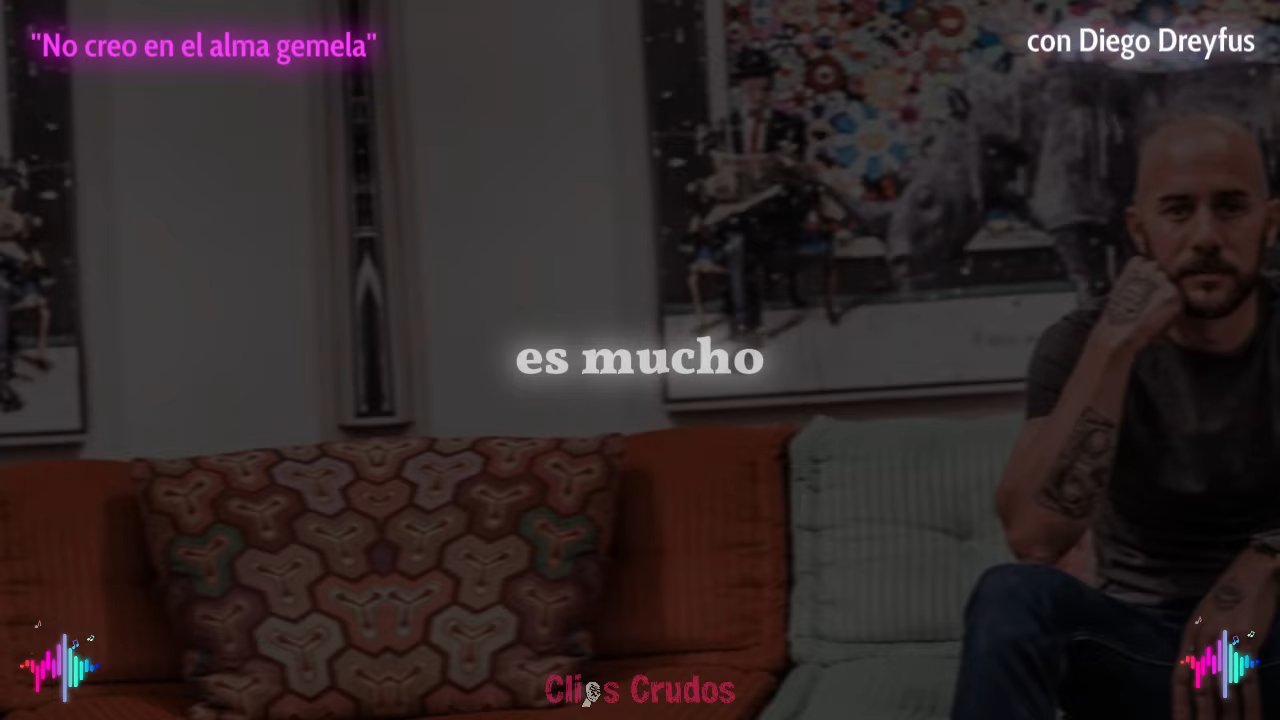 "No creo en el alma gemela"
con Diego Dreyfus
es mucho
Clips Crudos